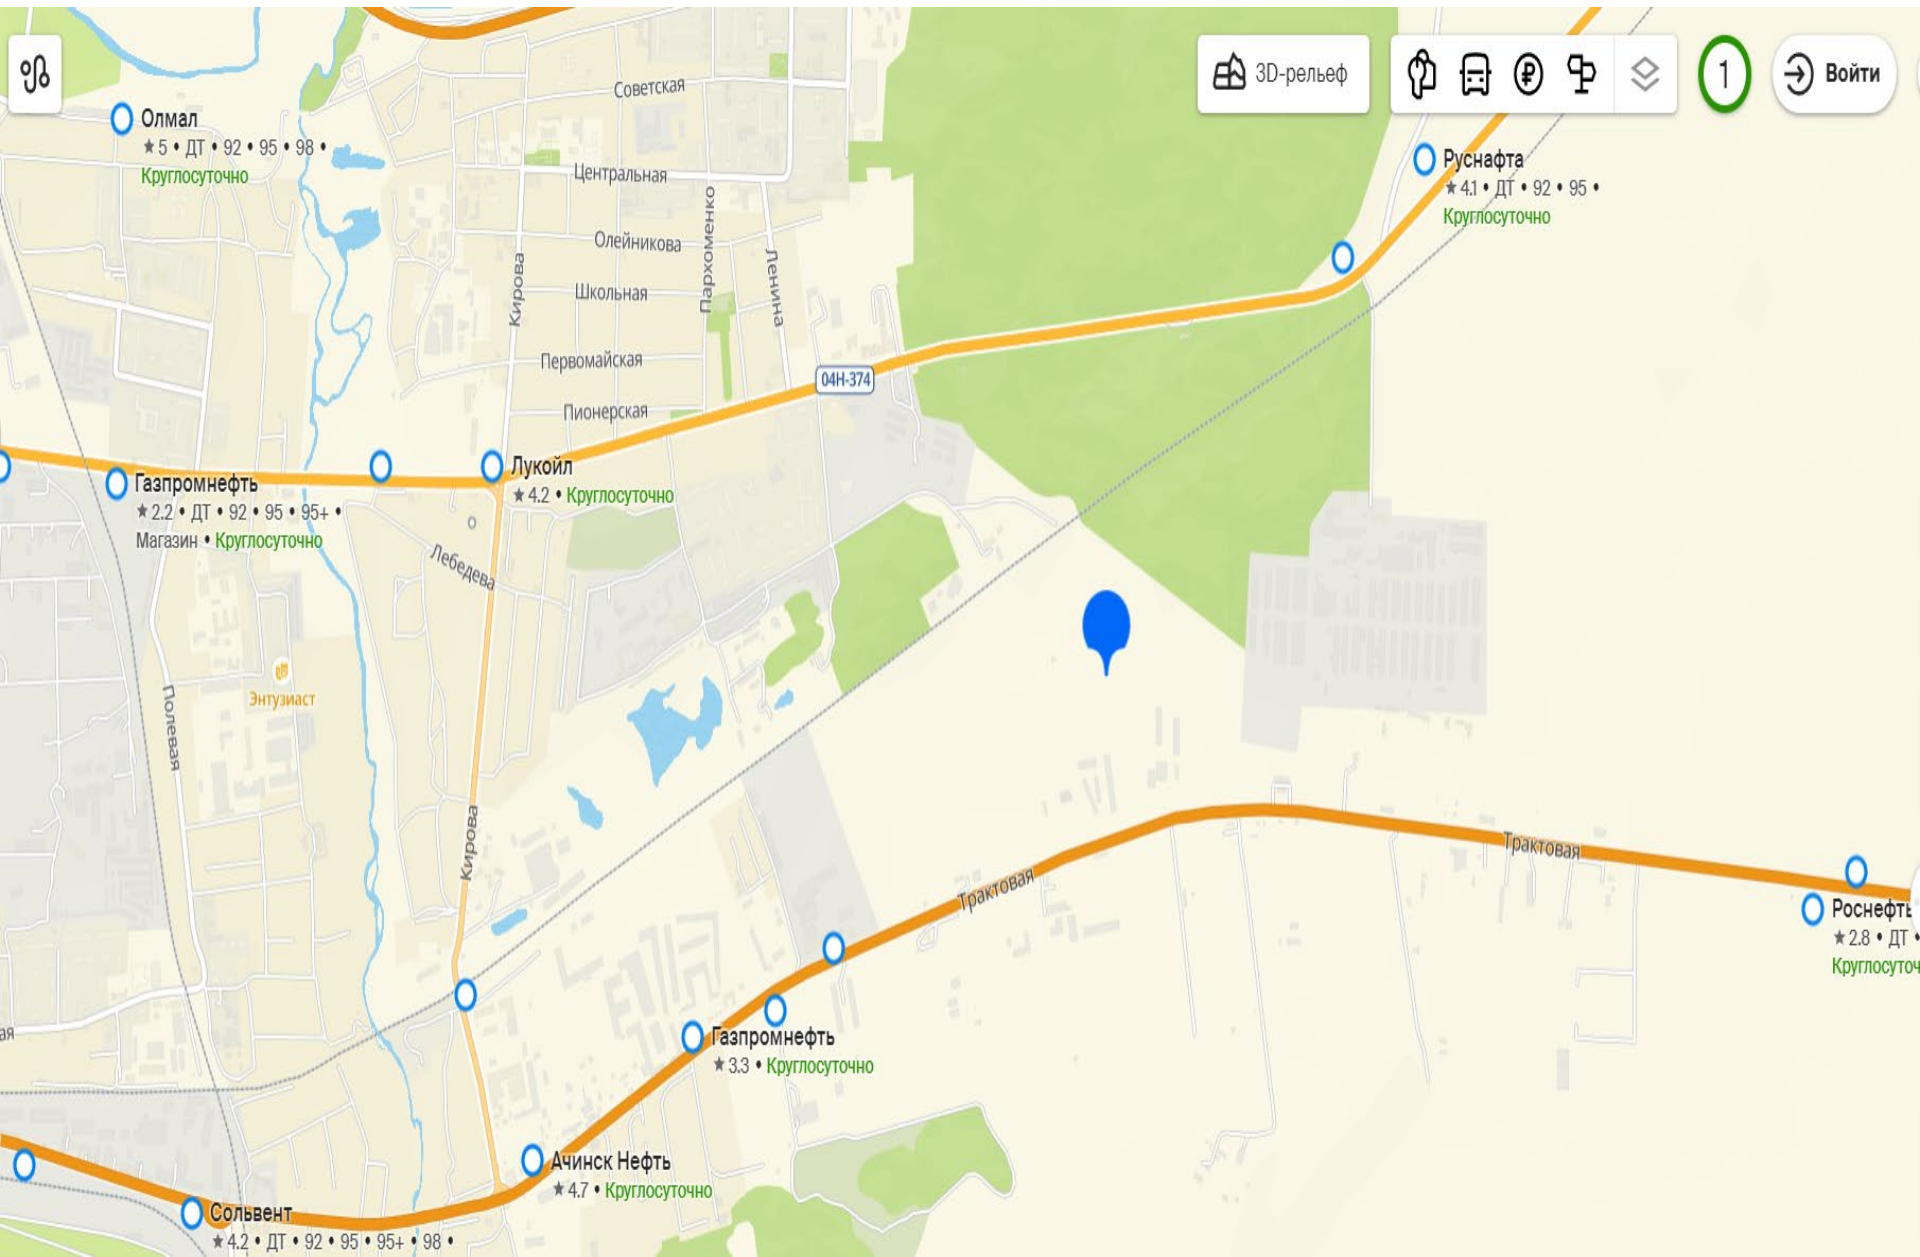 Советская
3D-рельеф
1
Войти
Олмал
★5 • ДТ • 92 • 95 • 98 •
Круглосуточно
Руснафта
★4.1 • ДТ • 92 • 95 •
Круглосуточно
Центральная
Пархоменко
Олейникова
Ленина
Кирова
Школьная
Первомайская
04Н-374
Пионерская
Лукойл
★4.2 • Круглосуточно
Газпромнефть
★2.2 • ДТ • 92 • 95 • 95+ •
Магазин • Круглосуточно
Лебедева
Энтузиаст
Полевая
Кирова
Трактовая
Трактовая
Роснефть
★2.8 • ДТ •
Круглосуточ
ая
Газпромнефть
★3.3 • Круглосуточно
Ачинск Нефть
★4.7 • Круглосуточно
Сольвент
★4.2 • ДТ • 92 • 95 • 95+ • 98 •